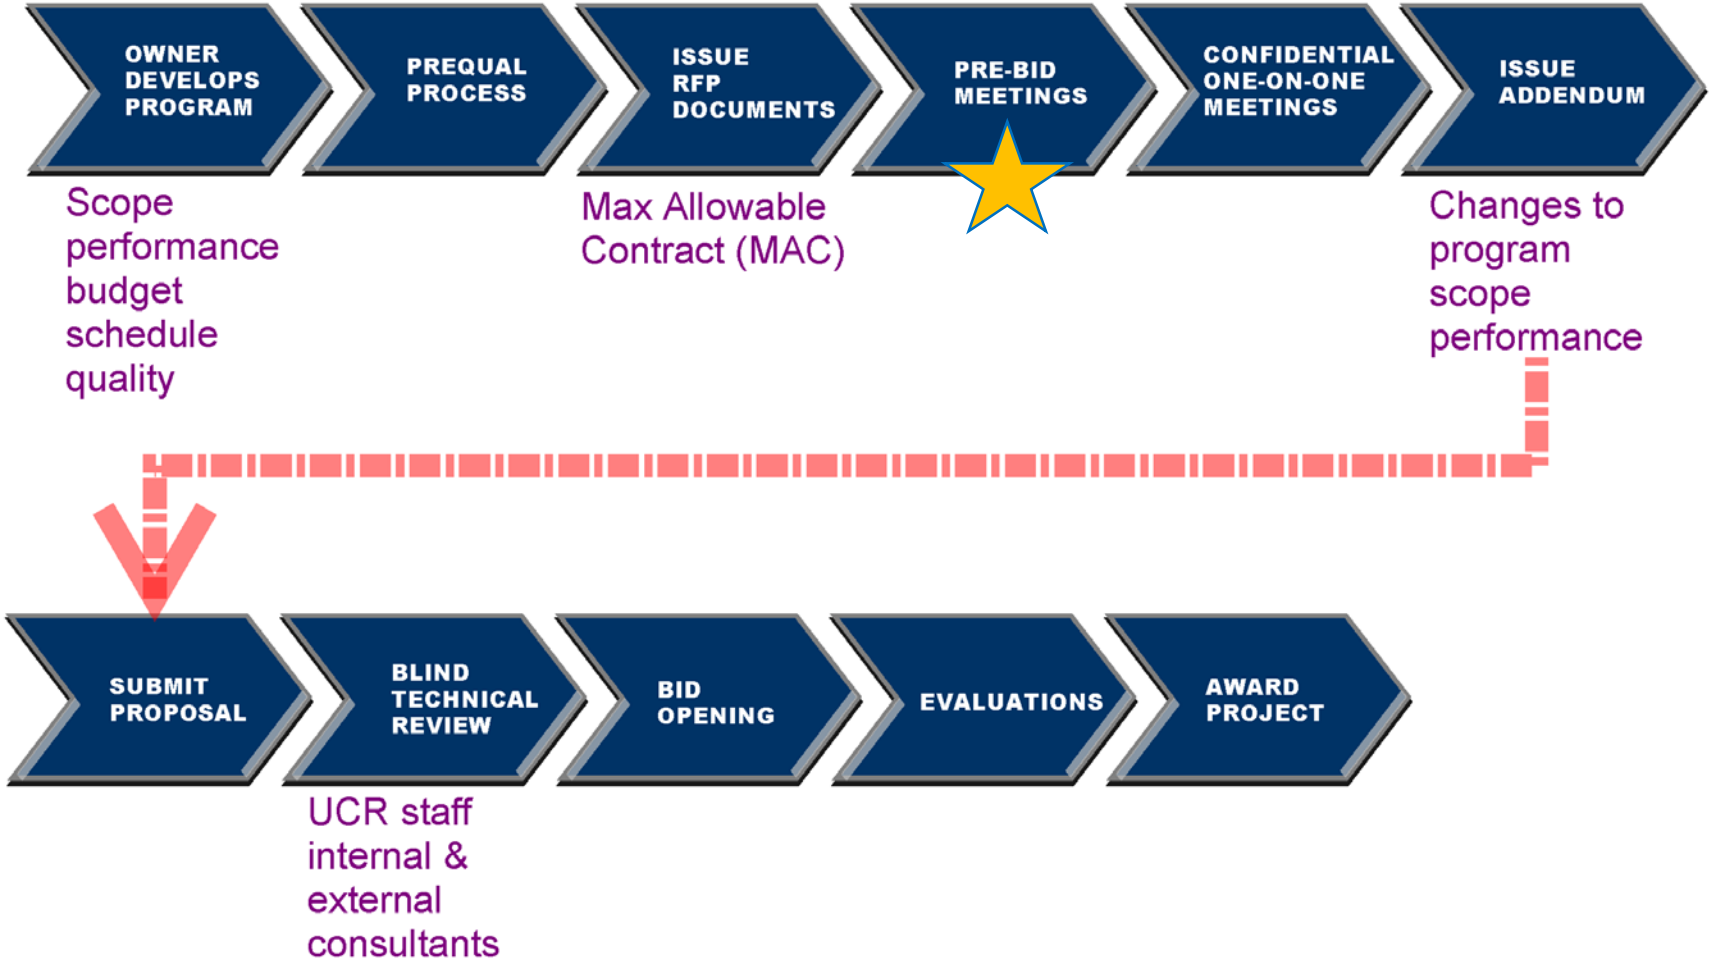 OWNER
DEVELOPS
PROGRAM
PREQUAL
PROCESS
ISSUE
RFP
DOCUMENTS
PRE-BID
MEETINGS
CONFIDENTIAL
ONE-ON-ONE
MEETINGS
ISSUE
ADDENDUM
Scope
performance
budget
schedule
quality
Max Allowable
Contract (MAC)
Changes to
program
scope
performance
SUBMIT
PROPOSAL
BLIND
TECHNICAL
REVIEW
BID
OPENING
EVALUATIONS
AWARD
PROJECT
UCR staff
internal &
external
consultants